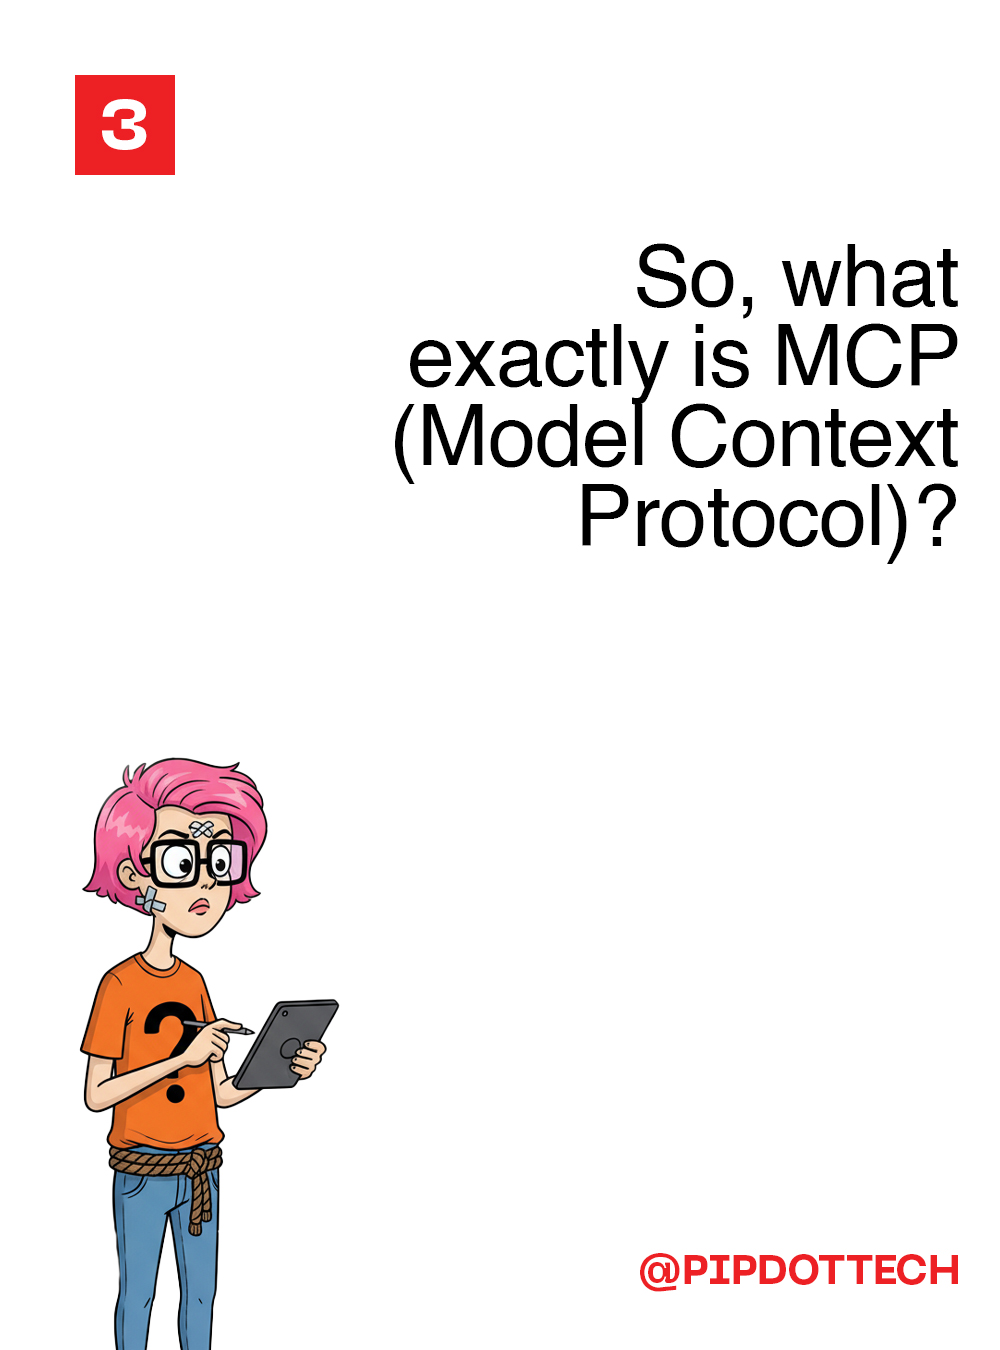 3
So, what
exactly is MCP
(Model Context
Protocol)?
?
@PIPDOTTECH